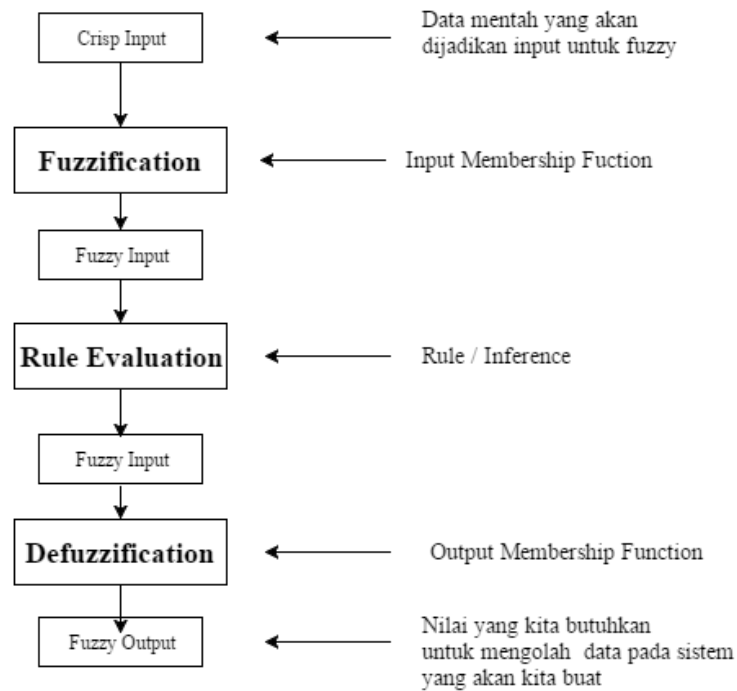 Crisp Input
Data mentah yang akan
dijadikan input untuk fuzzy
Fuzzification
Input Membership Fuction
Fuzzy Input
Rule Evaluation
Rule / Inference
Fuzzy Input
Defuzzification
Output Membership Function
Fuzzy Output
Nilai yang kita butuhkan
untuk mengolah data pada sistem
yang akan kita buat